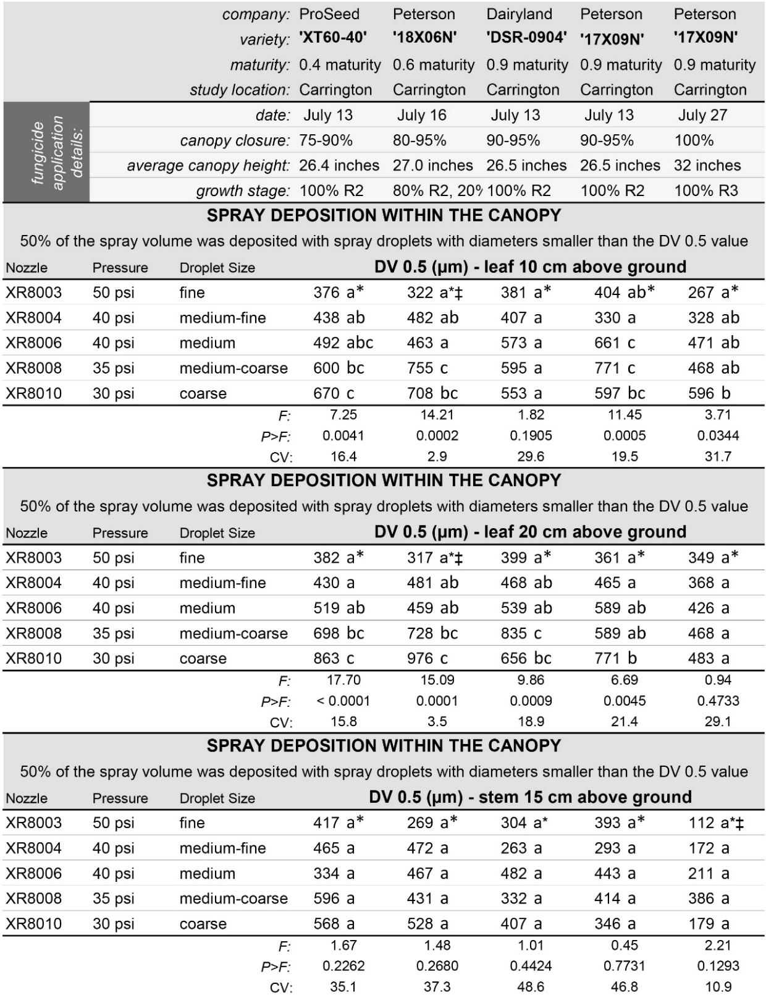 company: ProSeed Peterson Dairyland Peterson Peterson
variety: 'XT60-40' '18X06N' 'DSR-0904' '17X09N' '17X09N'
maturity: 0.4 maturity 0.6 maturity 0.9 maturity 0.9 maturity 0.9 maturity
study location: Carrington Carrington Carrington Carrington Carrington
fungicide
application
details:
date: July 13 July 16 July 13 July 13 July 27
canopy closure: 75-90% 80-95% 90-95% 90-95% 100%
average canopy height: 26.4 inches 27.0 inches 26.5 inches 26.5 inches 32 inches
growth stage: 100% R2 80% R2, 20% 100% R2 100% R2 100% R3
SPRAY DEPOSITION WITHIN THE CANOPY
50% of the spray volume was deposited with spray droplets with diameters smaller than the DV 0.5 value
Nozzle Pressure Droplet Size DV 0.5 (µm) - leaf 10 cm above ground
XR8003 50 psi fine 376 a* 322 a*‡ 381 a* 404 ab* 267 a*
XR8004 40 psi medium-fine 438 ab 482 ab 407 a 330 a 328 ab
XR8006 40 psi medium 492 abc 463 a 573 a 661 c 471 ab
XR8008 35 psi medium-coarse 600 bc 755 c 595 a 771 c 468 ab
XR8010 30 psi coarse 670 c 708 bc 553 a 597 bc 596 b
F: 7.25 14.21 1.82 11.45 3.71
P>F: 0.0041 0.0002 0.1905 0.0005 0.0344
CV: 16.4 2.9 29.6 19.5 31.7
SPRAY DEPOSITION WITHIN THE CANOPY
50% of the spray volume was deposited with spray droplets with diameters smaller than the DV 0.5 value
Nozzle Pressure Droplet Size DV 0.5 (µm) - leaf 20 cm above ground
XR8003 50 psi fine 382 a* 317 a*‡ 399 a* 361 a* 349 a*
XR8004 40 psi medium-fine 430 a 481 ab 468 ab 465 a 368 a
XR8006 40 psi medium 519 ab 459 ab 539 ab 589 ab 426 a
XR8008 35 psi medium-coarse 698 bc 728 bc 835 c 589 ab 468 a
XR8010 30 psi coarse 863 c 976 c 656 bc 771 b 483 a
F: 17.70 15.09 9.86 6.69 0.94
P>F: < 0.0001 0.0001 0.0009 0.0045 0.4733
CV: 15.8 3.5 18.9 21.4 29.1
SPRAY DEPOSITION WITHIN THE CANOPY
50% of the spray volume was deposited with spray droplets with diameters smaller than the DV 0.5 value
Nozzle Pressure Droplet Size DV 0.5 (µm) - stem 15 cm above ground
XR8003 50 psi fine 417 a* 269 a* 304 a* 393 a* 112 a*‡
XR8004 40 psi medium-fine 465 a 472 a 263 a 293 a 172 a
XR8006 40 psi medium 334 a 467 a 482 a 443 a 211 a
XR8008 35 psi medium-coarse 596 a 431 a 332 a 414 a 386 a
XR8010 30 psi coarse 568 a 528 a 407 a 346 a 179 a
F: 1.67 1.48 1.01 0.45 2.21
P>F: 0.2262 0.2680 0.4424 0.7731 0.1293
CV: 35.1 37.3 48.6 46.8 10.9